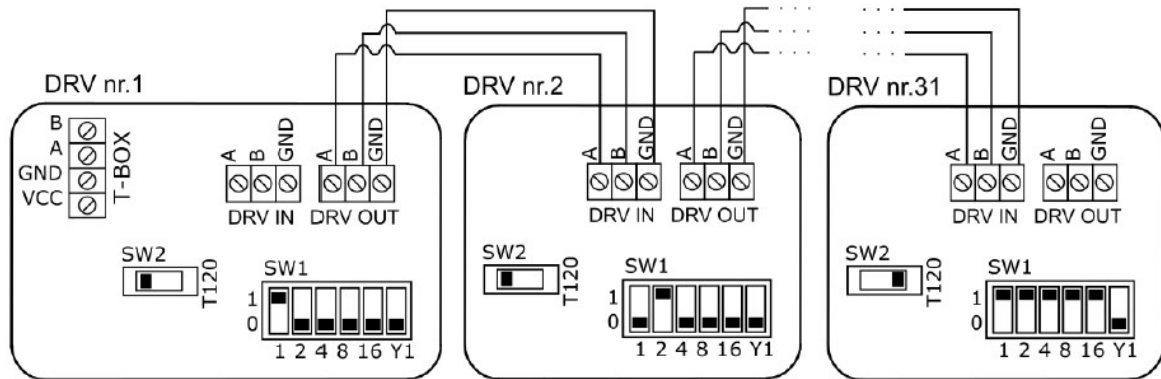 DRV nr.1
B
A
GND
VCC
T-BOX
A B GND
DRV IN
A B GND
DRV OUT
SW2
T120
SW1
1
0
1 2 4 8 16 Y1
DRV nr.2
A B GND
DRV IN
A B GND
DRV OUT
SW2
T120
SW1
1
0
1 2 4 8 16 Y1
DRV nr.31
A B GND
DRV IN
A B GND
DRV OUT
SW2
T120
SW1
1
0
1 2 4 8 16 Y1